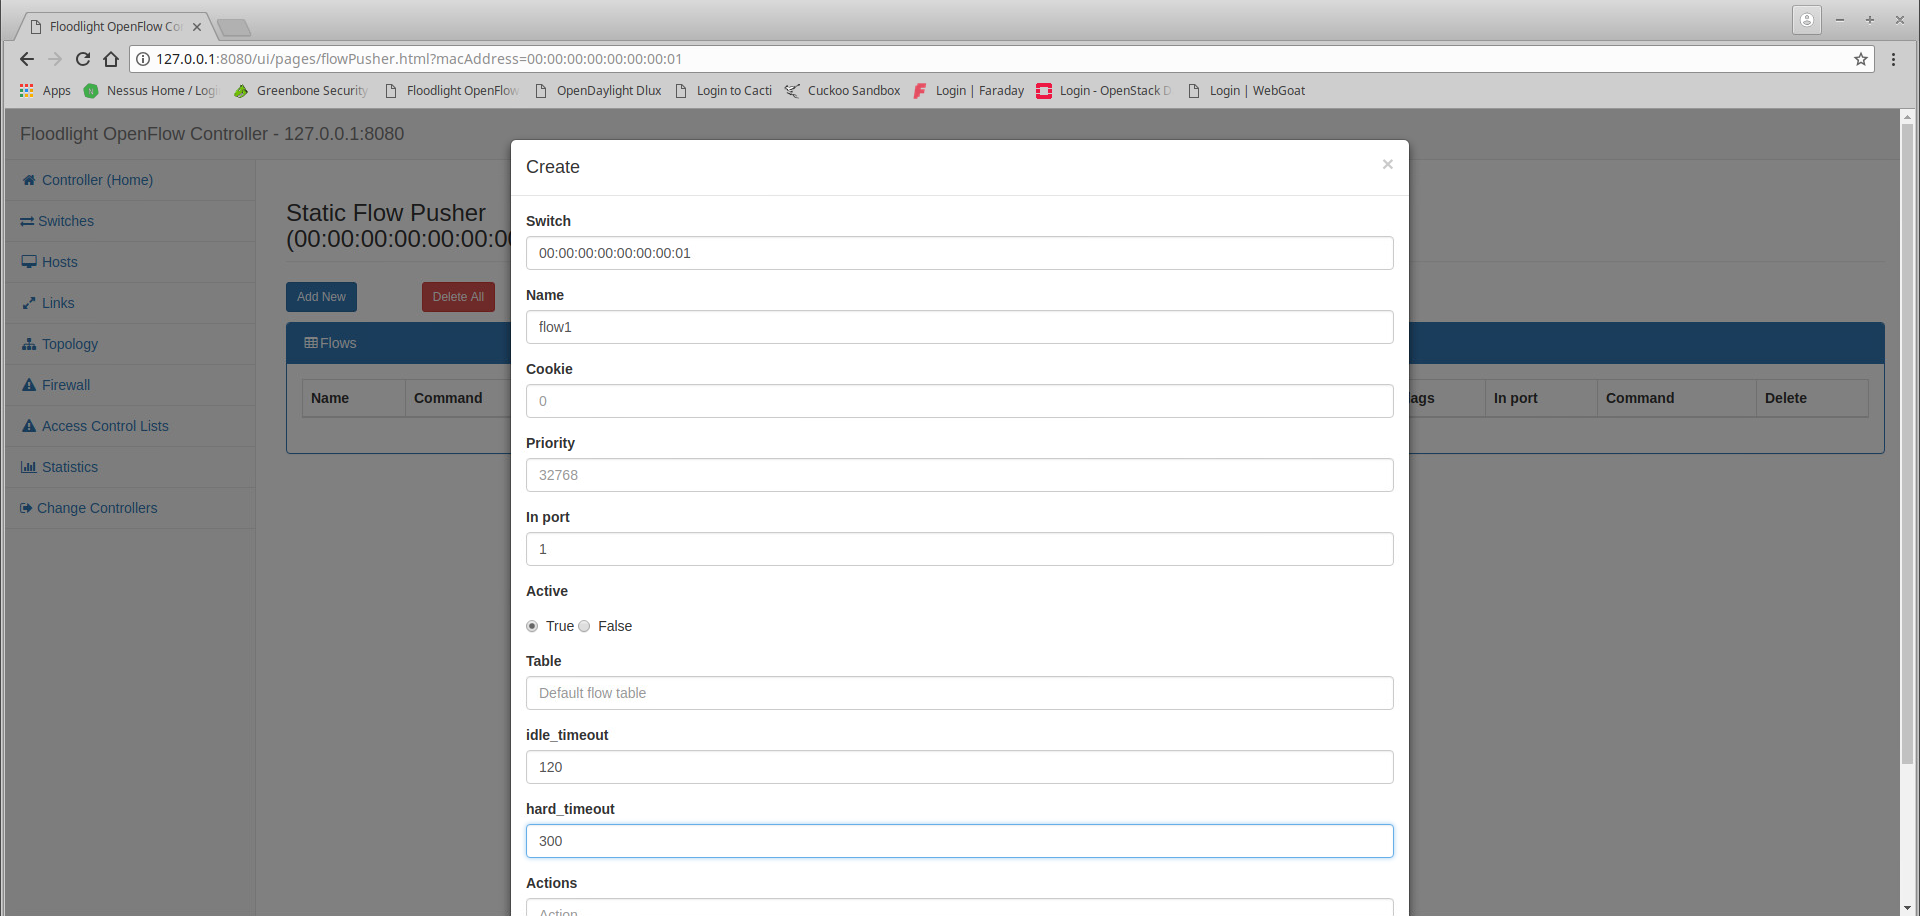 Floodlight OpenFlow Co
127.0.0.1:8080/ui/pages/flowPusher.html?macAddress=00:00:00:00:00:00:00:01
Apps Nessus Home / Logi Greenbone Security Floodlight OpenFlow OpenDaylight Dlux Login to Cacti Cuckoo Sandbox Login | Faraday Login - OpenStack D Login | WebGoat
Floodlight OpenFlow Controller - 127.0.0.1:8080
Controller (Home)
Switches
Hosts
Links
Topology
Firewall
Access Control Lists
Statistics
Change Controllers
Static Flow Pusher
(00:00:00:00:00:00:00
Add New Delete All
Flows
Name Command ags In port Command Delete
Create ×
Switch
00:00:00:00:00:00:00:01
Name
flow1
Cookie
0
Priority
32768
In port
1
Active
True False
Table
Default flow table
idle_timeout
120
hard_timeout
300
Actions
Action